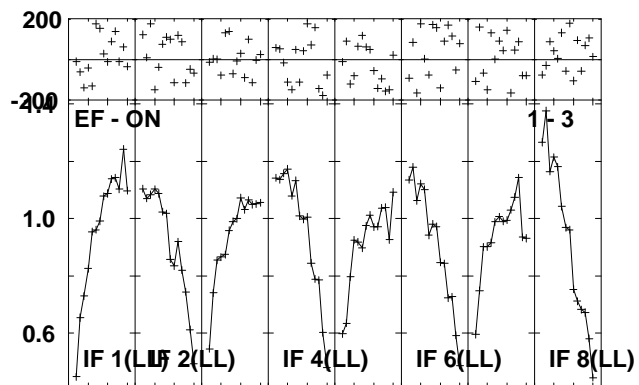 200
-200
1.4
EF - ON 1 - 3
1.0
0.6
IF 1(LL) IF 2(LL) IF 4(LL) IF 6(LL) IF 8(LL)